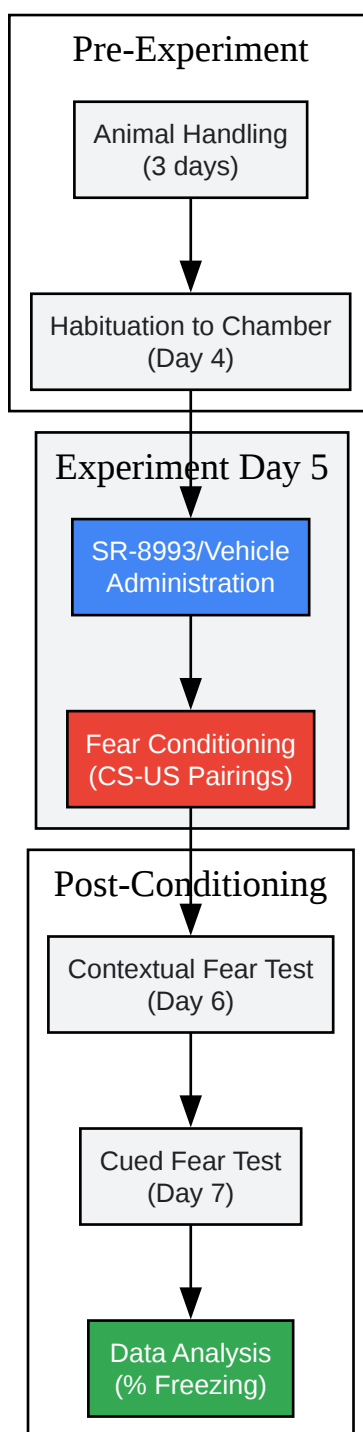 Pre-Experiment
Animal Handling
(3 days)
Habituation to Chamber
(Day 4)
Experiment Day 5
SR-8993/Vehicle
Administration
Fear Conditioning
(CS-US Pairings)
Post-Conditioning
Contextual Fear Test
(Day 6)
Cued Fear Test
(Day 7)
Data Analysis
(% Freezing)